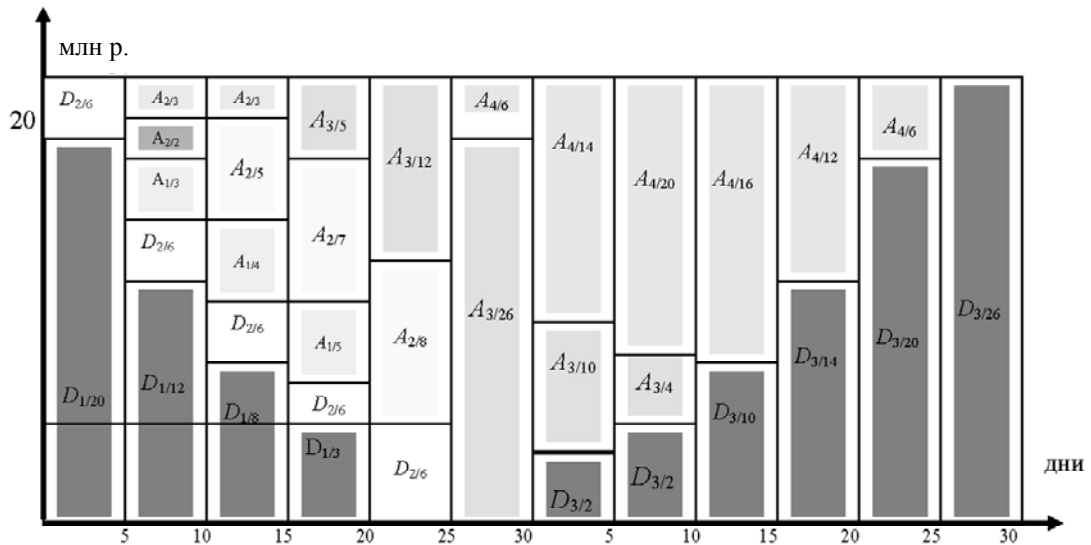 млн р.
20
D2/6
D1/20
A2/3
A2/2
A1/3
D2/6
D1/12
A2/3
A2/5
A1/4
D2/6
D1/8
A3/5
A2/7
A1/5
D2/6
D1/3
A3/12
A2/8
D2/6
A4/6
A3/26
A4/14
A3/10
D3/2
A4/20
A3/4
D3/2
A4/16
D3/10
A4/12
D3/14
A4/6
D3/20
D3/26
дни
5 10 15 20 25 30 5 10 15 20 25 30